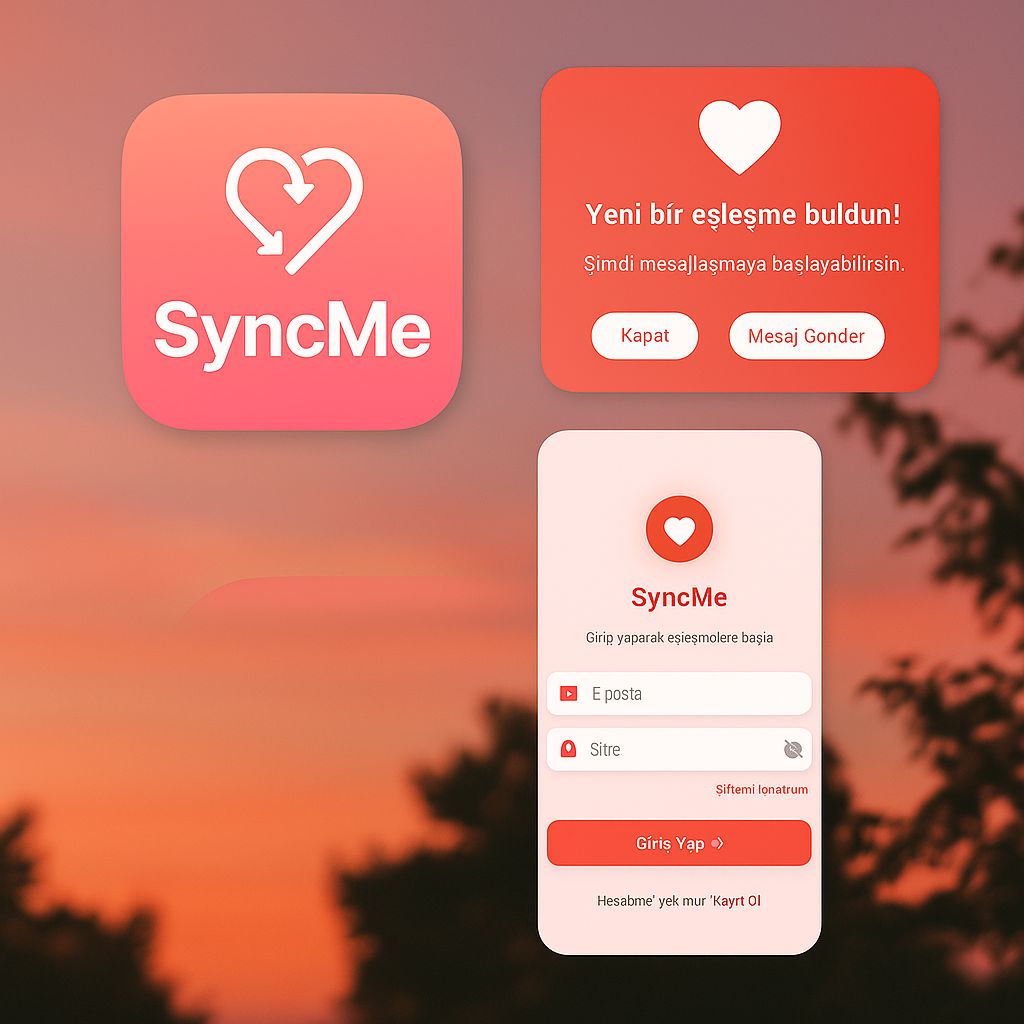 SyncMe
Yeni bír eşleşme buldun!
Şimdi mesajlaşmaya başlayabilirsin.
Kapat
Mesaj Gonder
SyncMe
Girip yaparak eşieşmolere başia
E posta
Sitre
Şiftemi lonatrum
Gíriş Yap
Hesabme' yek mur 'Kayrt Ol